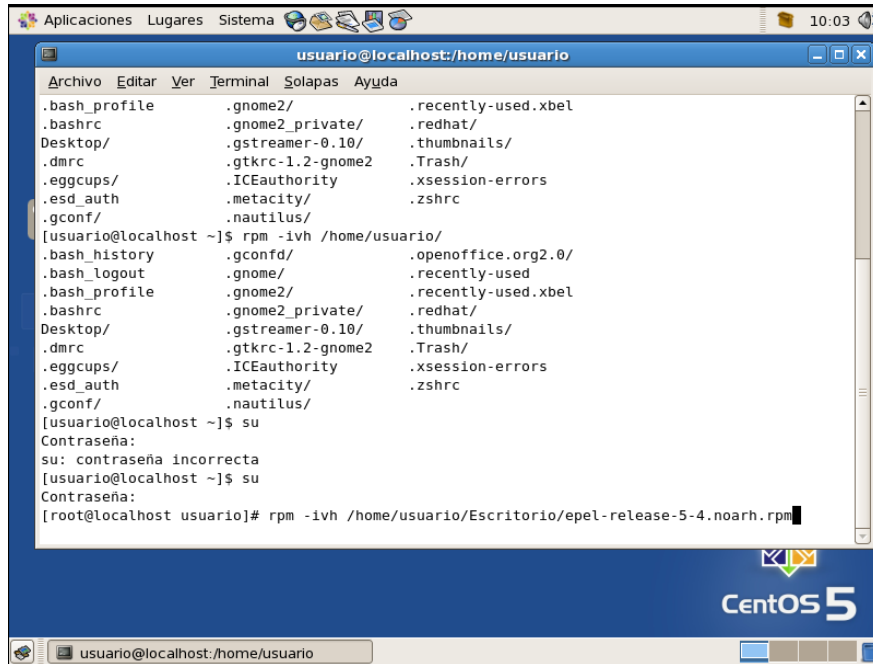 Aplicaciones Lugares Sistema 10:03
usuario@localhost:/home/usuario
Archivo Editar Ver Terminal Solapas Ayuda
.bash_profile .gnome2/ .recently-used.xbel
.bashrc .gnome2_private/ .redhat/
Desktop/ .gstreamer-0.10/ .thumbnails/
.dmrc .gtkrc-1.2-gnome2 .Trash/
.eggcups/ .ICEauthority .xsession-errors
.esd_auth .metacity/ .zshrc
.gconf/ .nautilus/
[usuario@localhost ~]$ rpm -ivh /home/usuario/
.bash_history .gconfd/ .openoffice.org2.0/
.bash_logout .gnome/ .recently-used
.bash_profile .gnome2/ .recently-used.xbel
.bashrc .gnome2_private/ .redhat/
Desktop/ .gstreamer-0.10/ .thumbnails/
.dmrc .gtkrc-1.2-gnome2 .Trash/
.eggcups/ .ICEauthority .xsession-errors
.esd_auth .metacity/ .zshrc
.gconf/ .nautilus/
[usuario@localhost ~]$ su
Contraseña:
su: contraseña incorrecta
[usuario@localhost ~]$ su
Contraseña:
[root@localhost usuario]# rpm -ivh /home/usuario/Escritorio/epel-release-5-4.noarh.rpm
CentOS 5
usuario@localhost:/home/usuario